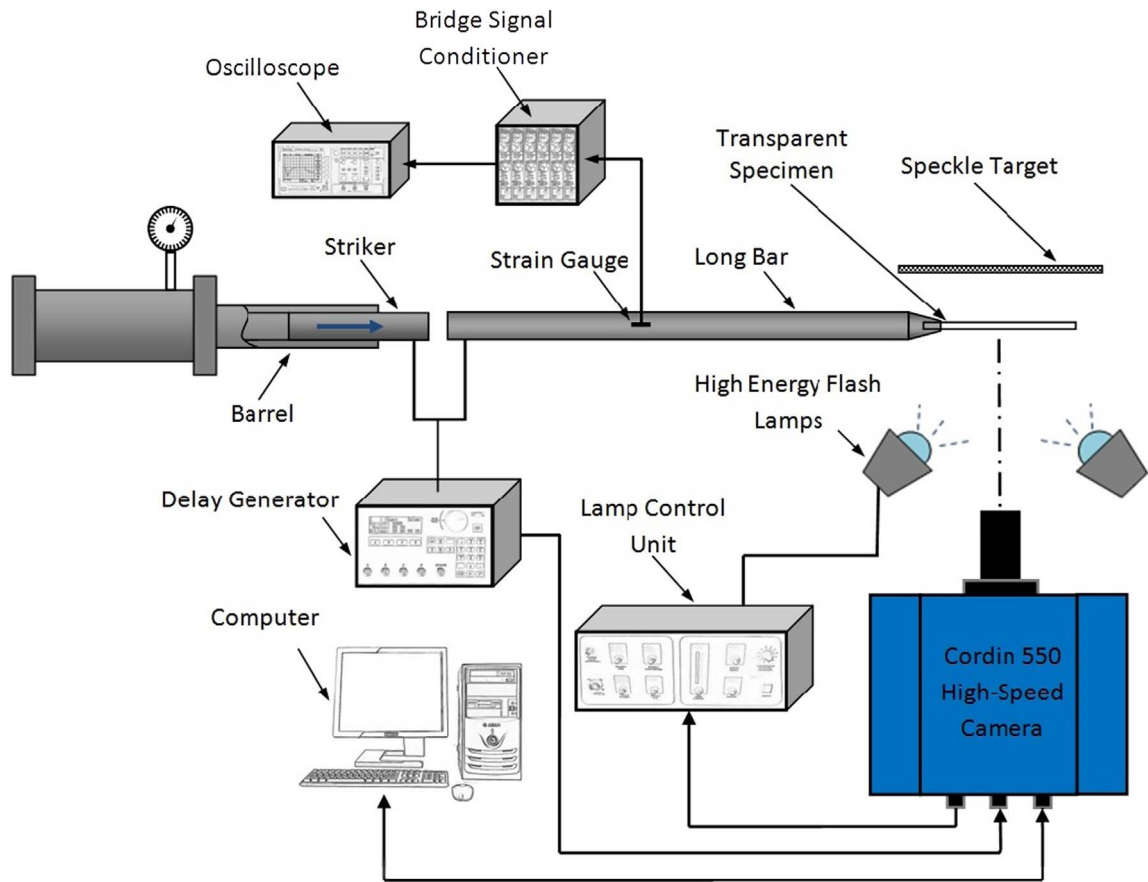 Bridge Signal
Conditioner
Oscilloscope
Transparent
Specimen
Speckle Target
Striker
Strain Gauge
Long Bar
Barrel
High Energy Flash
Lamps
Delay Generator
Lamp Control
Unit
Computer
Cordin 550
High-Speed
Camera